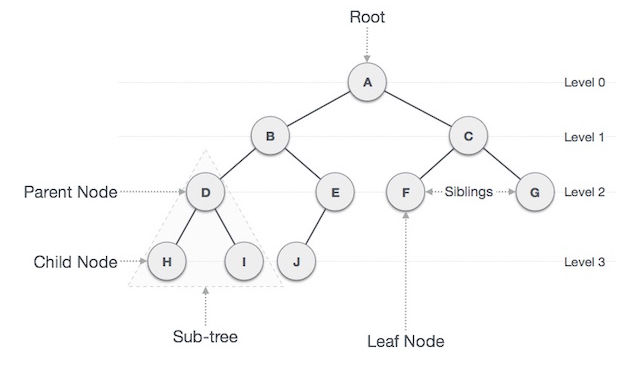 Root
A
Level 0
B
C
Level 1
Parent Node
D
E
F
Siblings
G
Level 2
Child Node
H
I
J
Level 3
Sub-tree
Leaf Node